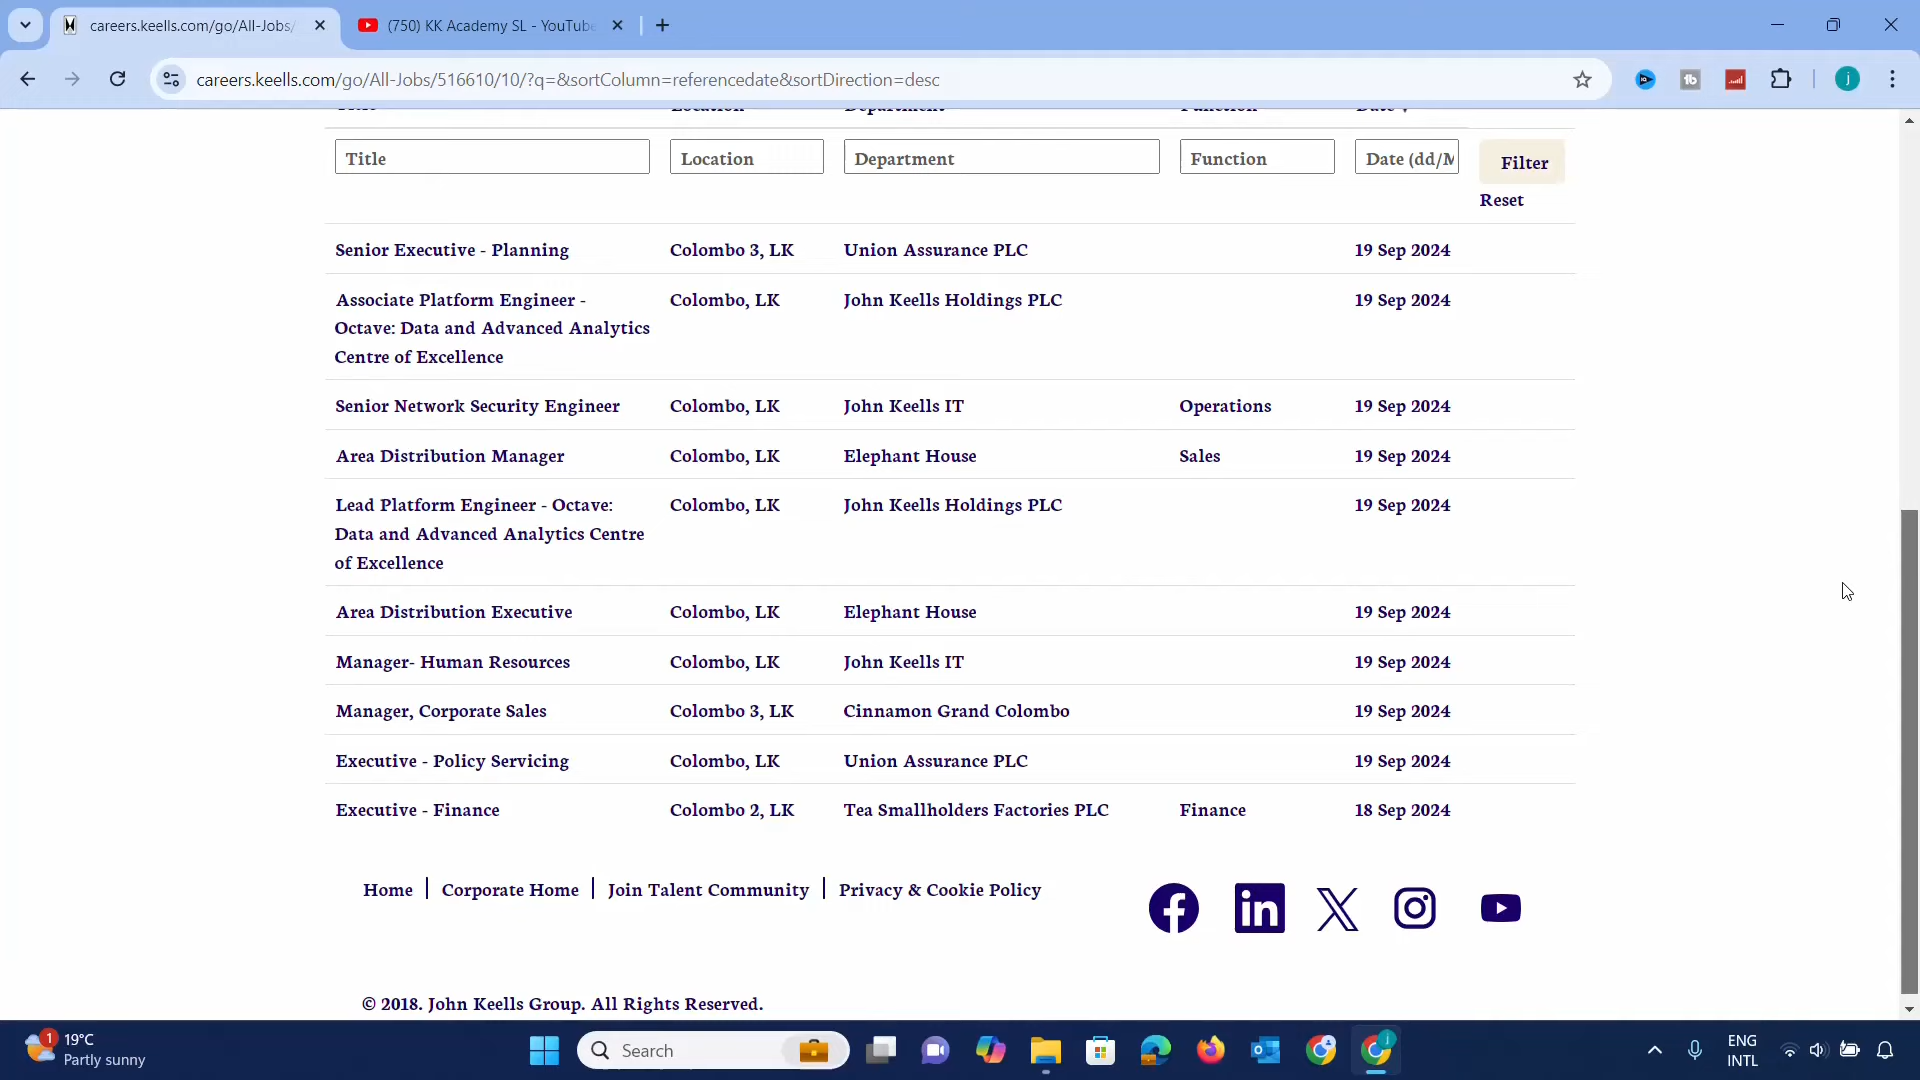 careers.keells.com/go/All-Jobs/
(750) KK Academy SL - YouTube
careers.keells.com/go/All-Jobs/516610/10/?q=&sortColumn=referencedate&sortDirection=desc
Title Location Department Function Date
Title Location Department Function Date (dd/M Filter
Reset
Senior Executive - Planning Colombo 3, LK Union Assurance PLC 19 Sep 2024
Associate Platform Engineer - Colombo, LK John Keells Holdings PLC 19 Sep 2024
Octave: Data and Advanced Analytics
Centre of Excellence
Senior Network Security Engineer Colombo, LK John Keells IT Operations 19 Sep 2024
Area Distribution Manager Colombo, LK Elephant House Sales 19 Sep 2024
Lead Platform Engineer - Octave: Colombo, LK John Keells Holdings PLC 19 Sep 2024
Data and Advanced Analytics Centre
of Excellence
Area Distribution Executive Colombo, LK Elephant House 19 Sep 2024
Manager- Human Resources Colombo, LK John Keells IT 19 Sep 2024
Manager, Corporate Sales Colombo 3, LK Cinnamon Grand Colombo 19 Sep 2024
Executive - Policy Servicing Colombo, LK Union Assurance PLC 19 Sep 2024
Executive - Finance Colombo 2, LK Tea Smallholders Factories PLC Finance 18 Sep 2024
Home Corporate Home Join Talent Community Privacy & Cookie Policy
© 2018. John Keells Group. All Rights Reserved.
1 19°C
Partly sunny
Search
ENG
INTL